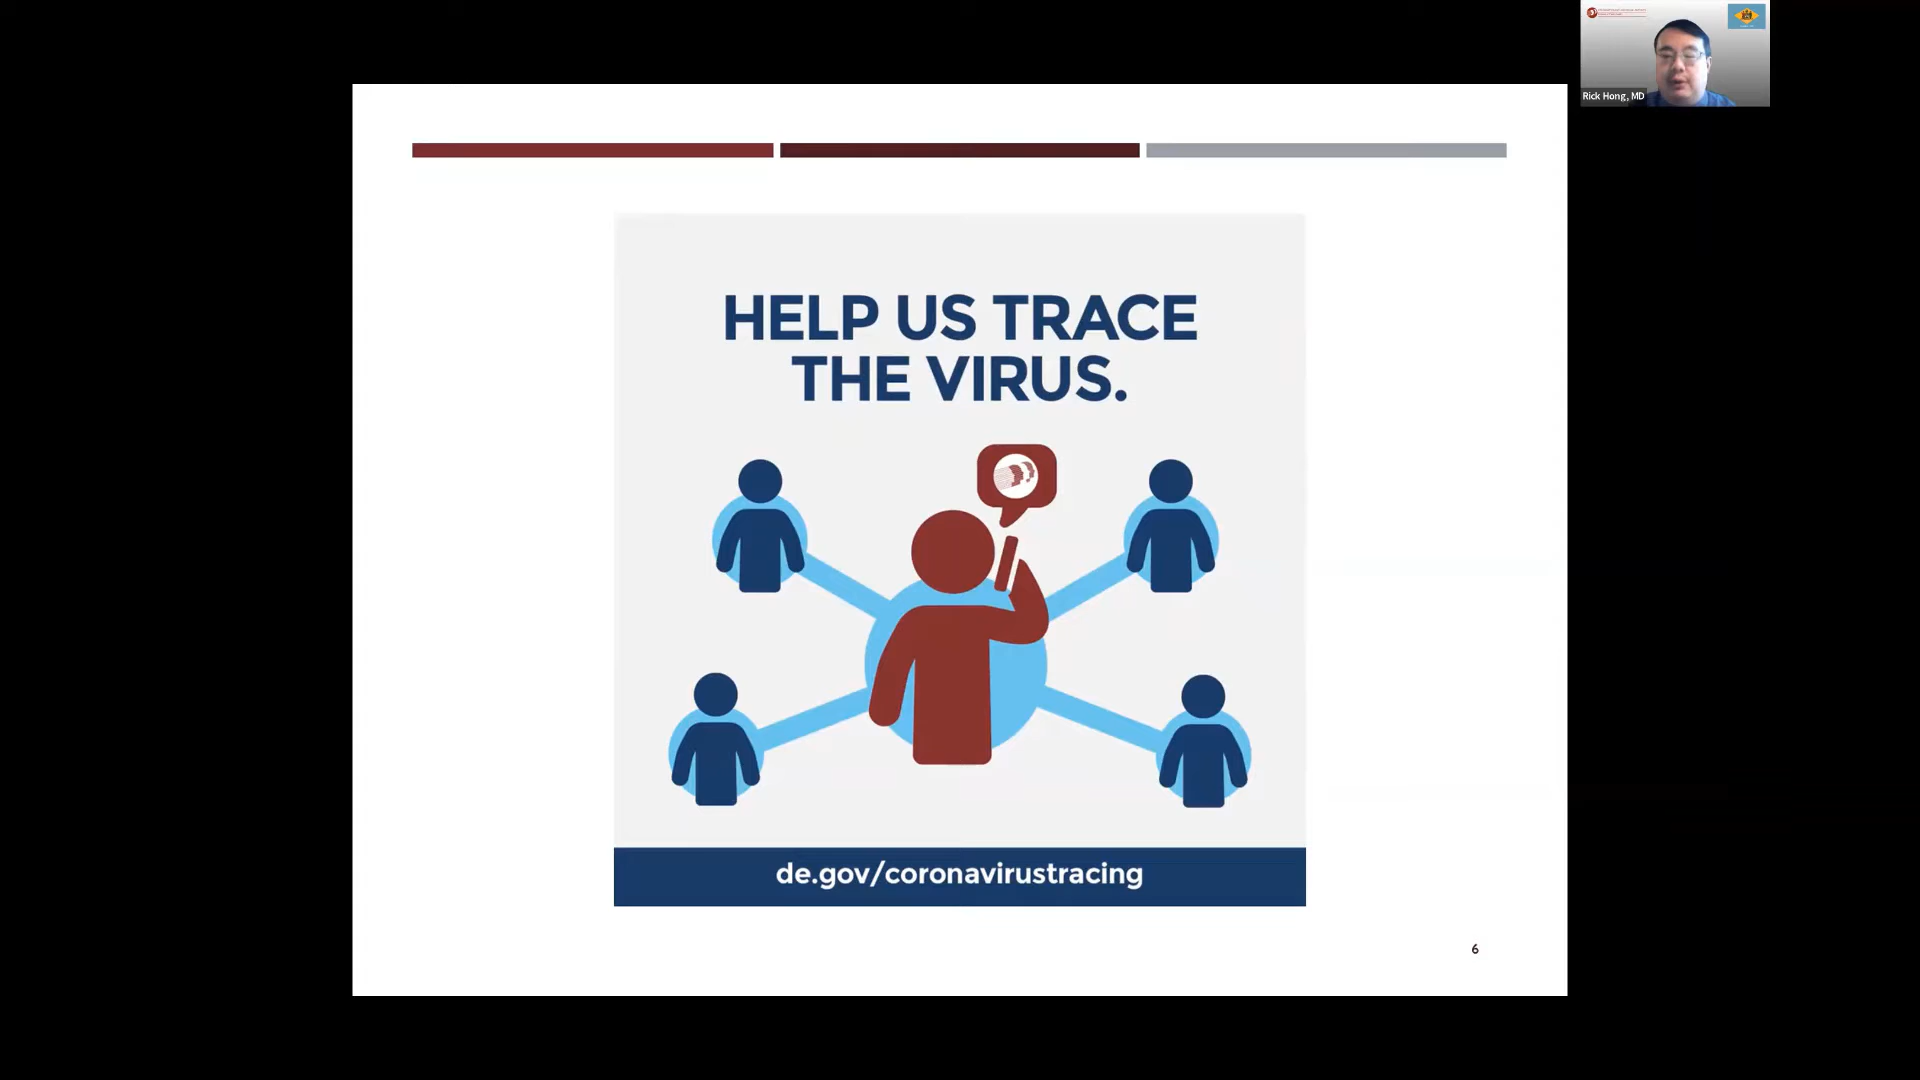 Rick Hong, MD
HELP US TRACE
THE VIRUS.
de.gov/coronavirustracing
6